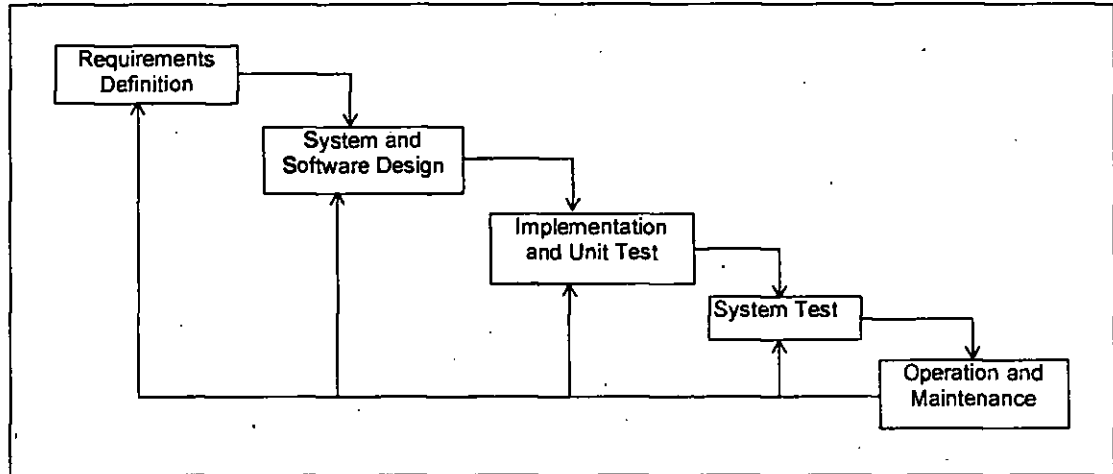 Requirements
Definition
System and
Software Design
Implementation
and Unit Test
System Test
Operation and
Maintenance